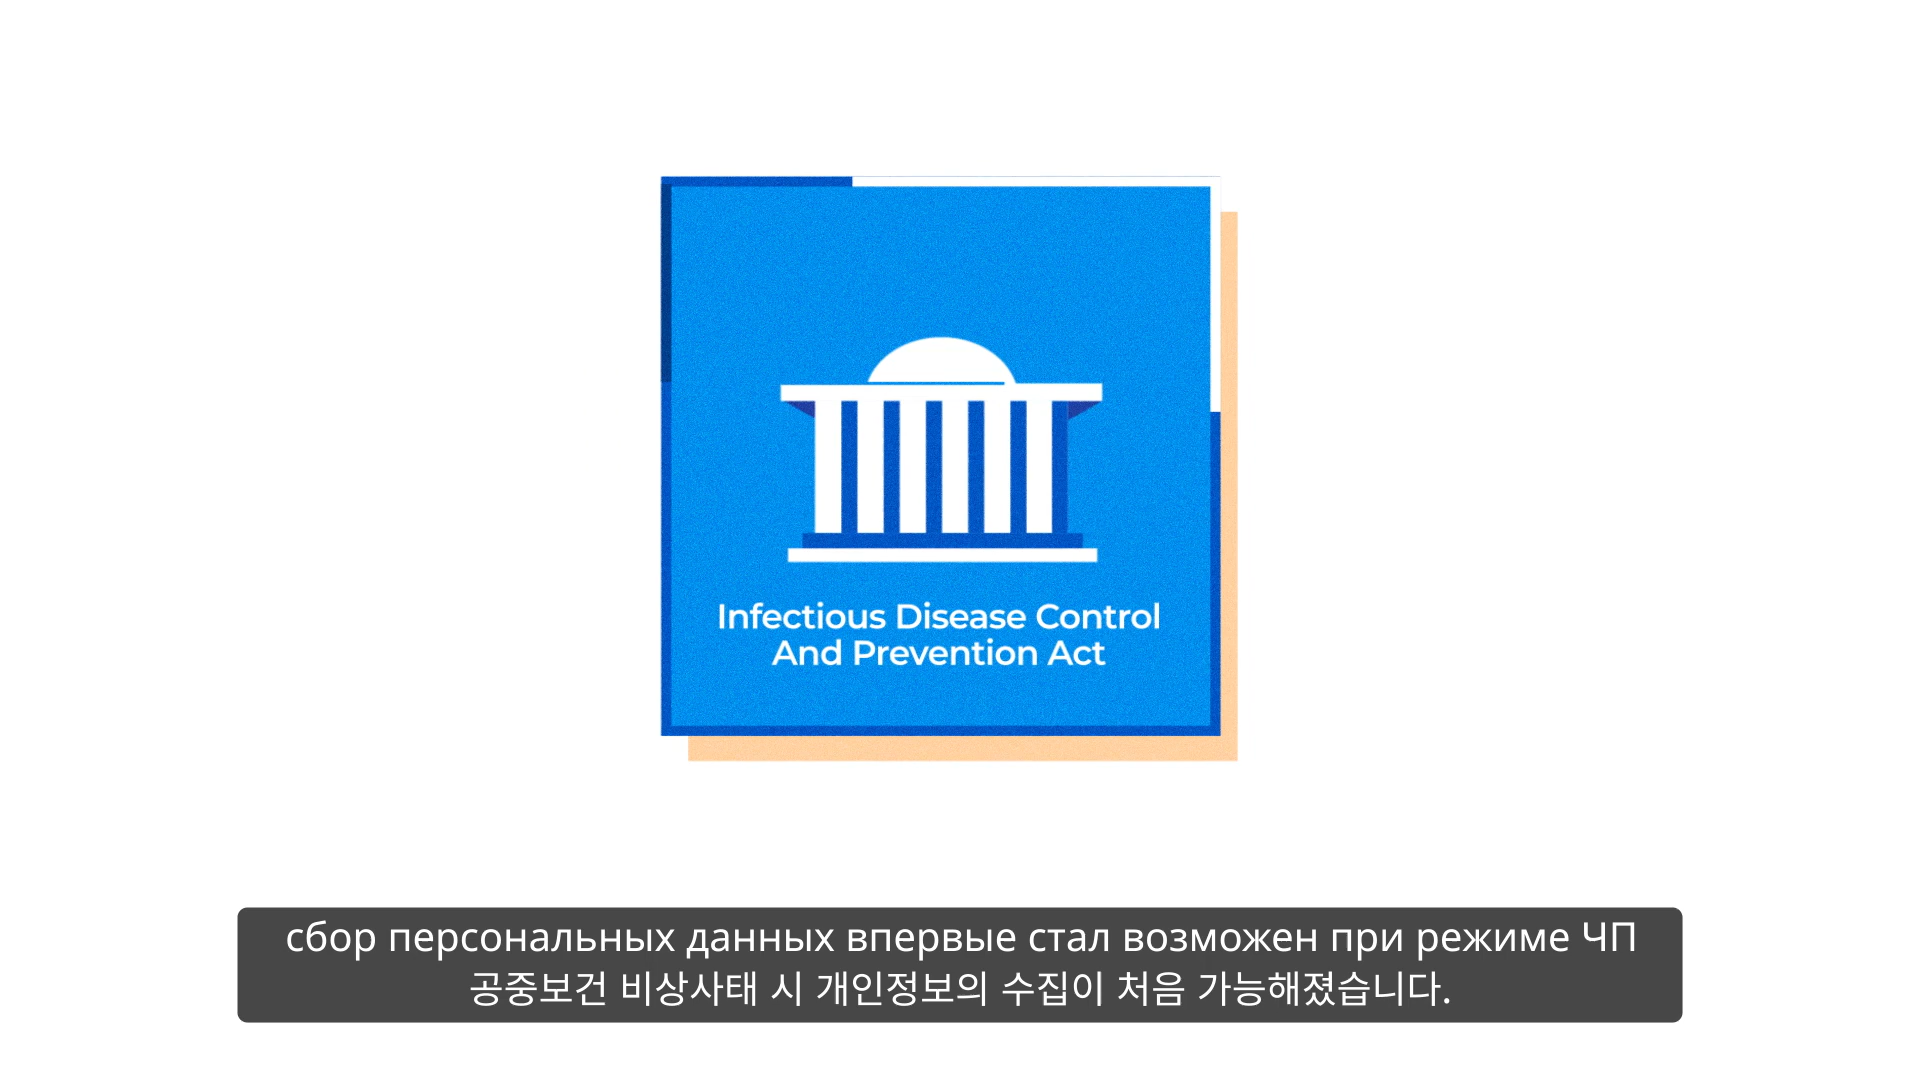 Infectious Disease Control
And Prevention Act
сбор персональных данных впервые стал возможен при режиме ЧП
공중보건 비상사태 시 개인정보의 수집이 처음 가능해졌습니다.